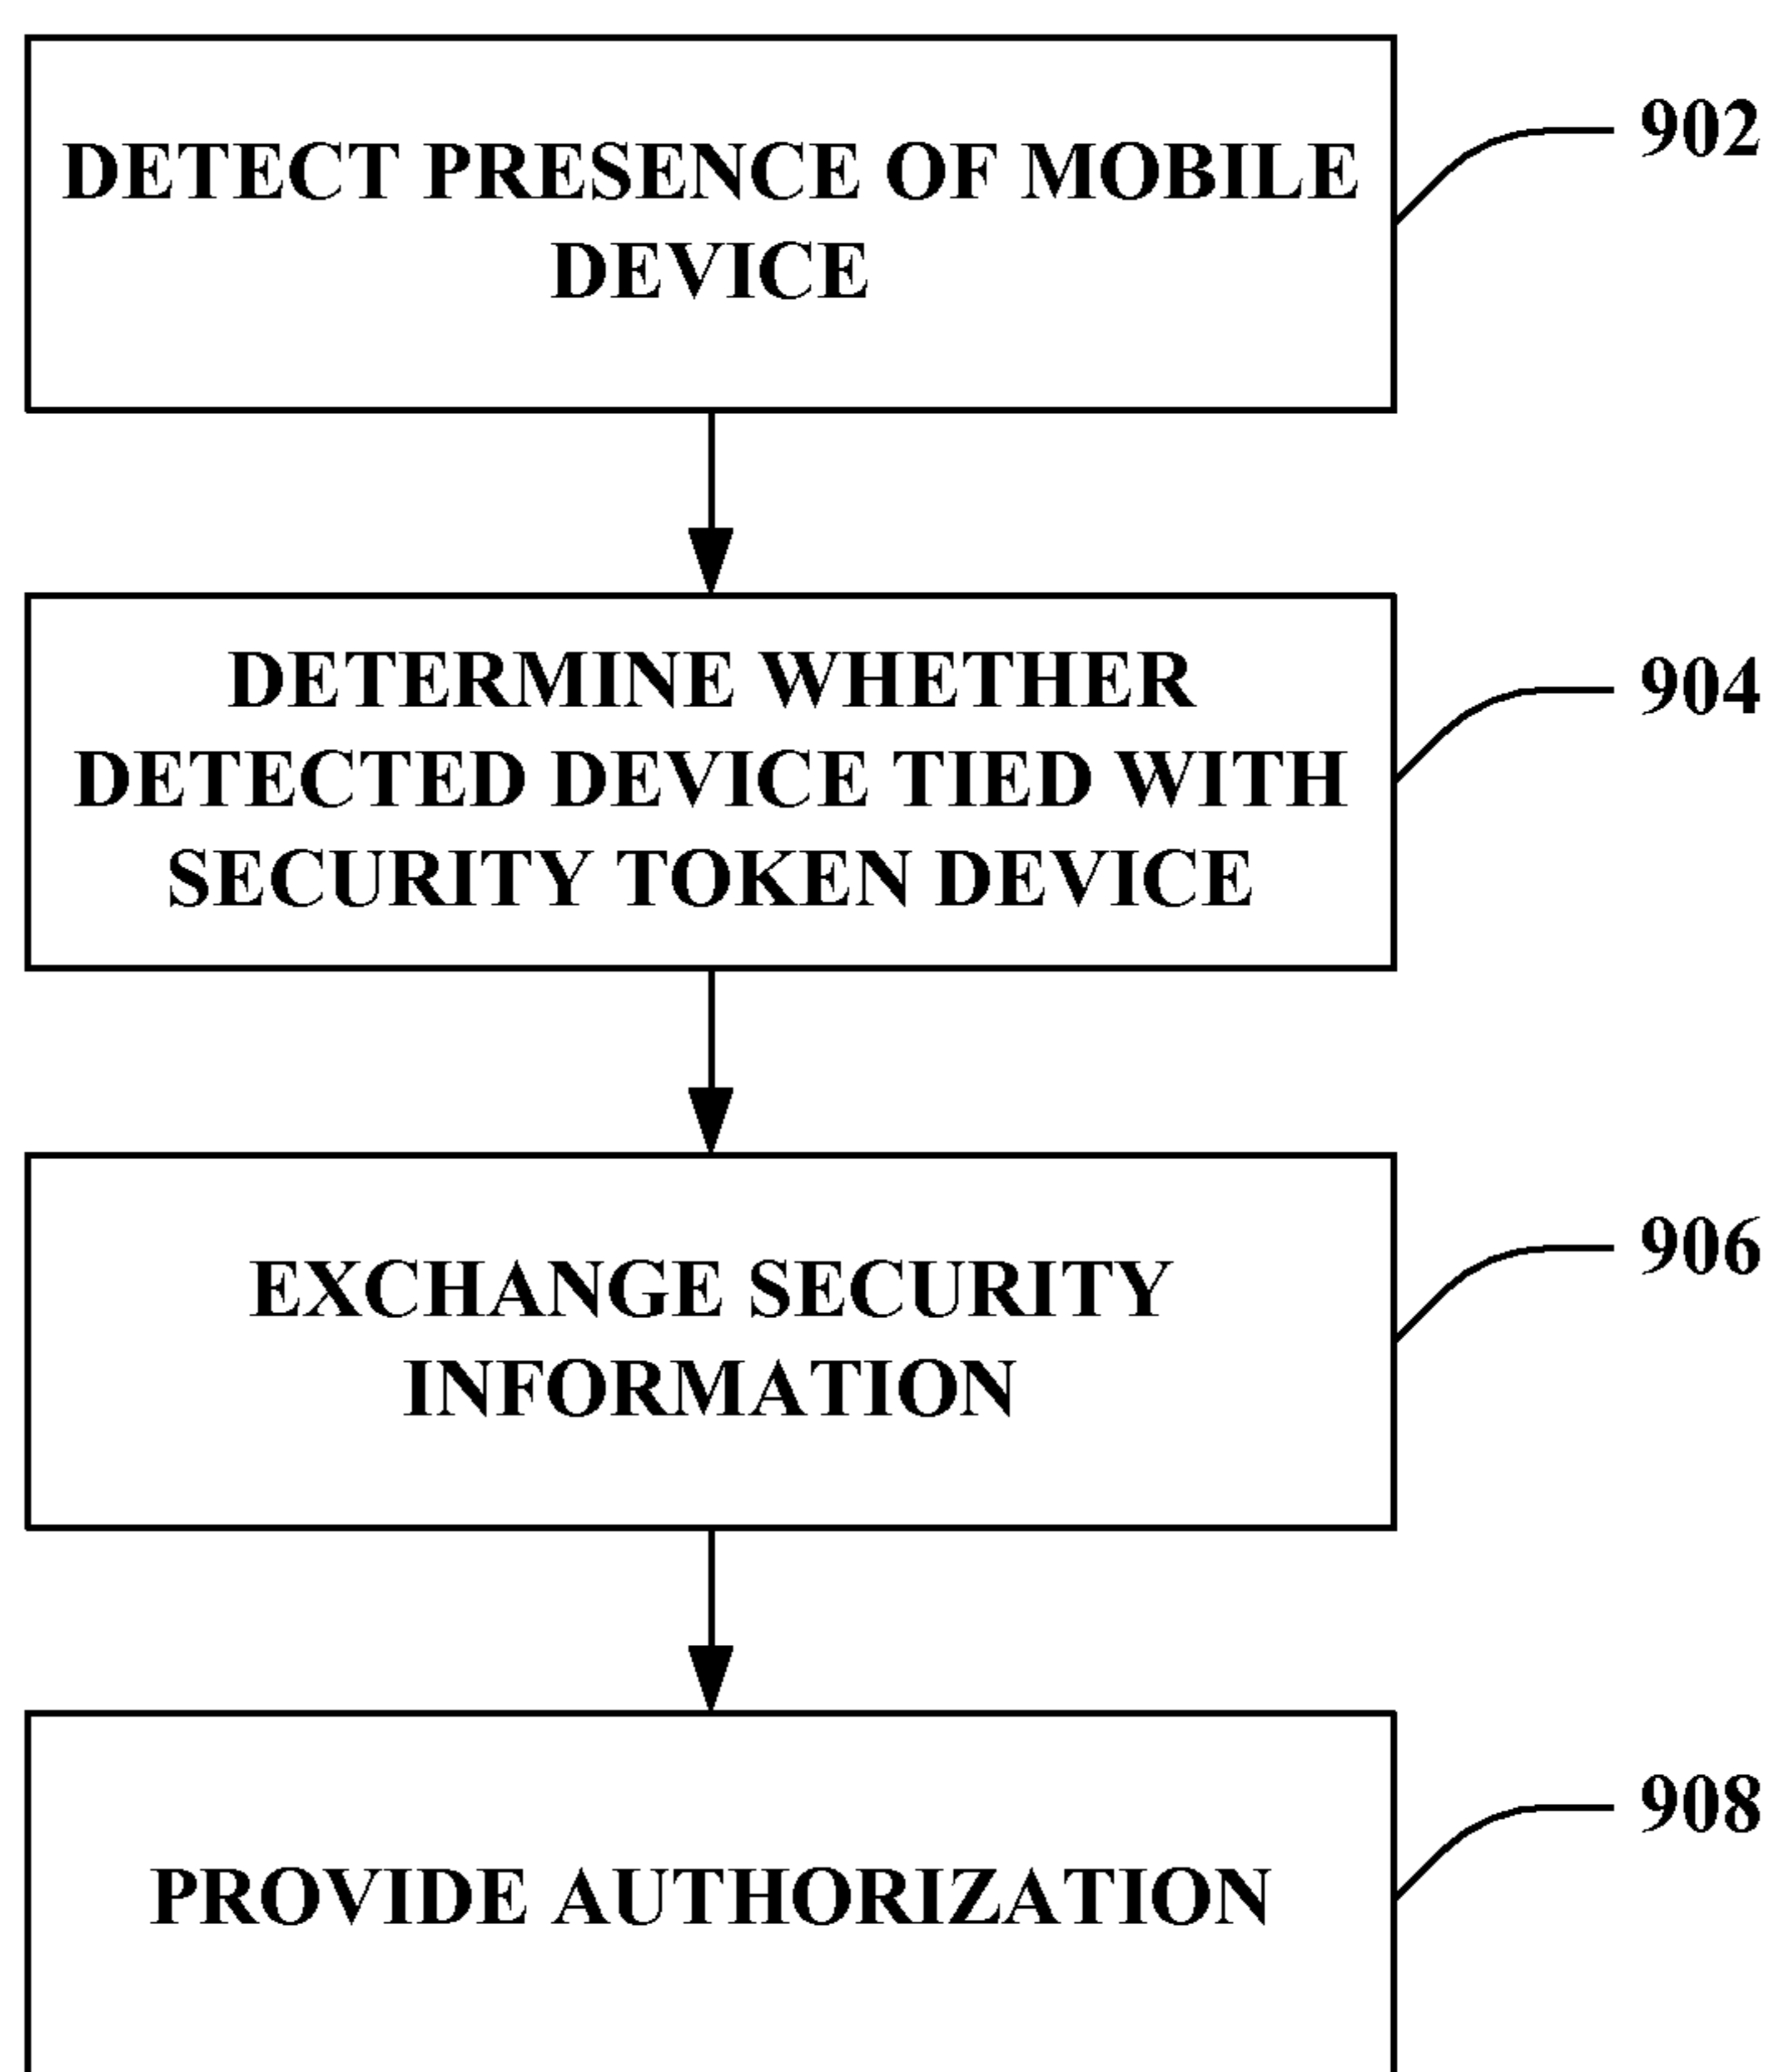 DETECT PRESENCE OF MOBILE
DEVICE
902
DETERMINE WHETHER
DETECTED DEVICE TIED WITH
SECURITY TOKEN DEVICE
904
EXCHANGE SECURITY
INFORMATION
906
PROVIDE AUTHORIZATION
908